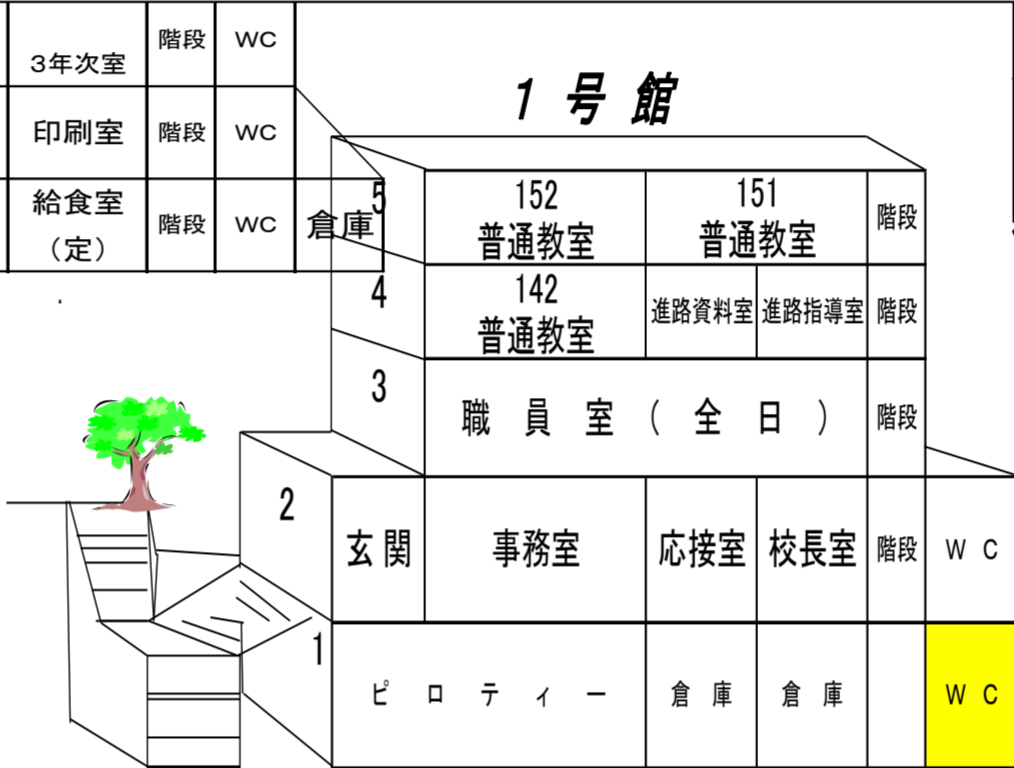 3年次室 階段 WC
印刷室 階段 WC
給食室 階段 WC 倉庫
（定）
1 号 館
5
152 151 階段
普通教室 普通教室
4
142 進路資料室 進路指導室 階段
普通教室
3
職 員 室 （ 全 日 ） 階段
2
玄関 事務室 応接室 校長室 階段 W C
1
ピ ロ テ ィ ー 倉 庫 倉 庫 W C